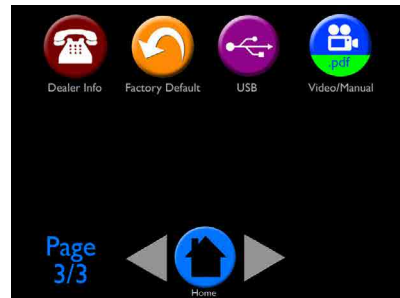 .pdf
Dealer Info
Factory Default
USB
Video/Manual
Page
3/3
Home